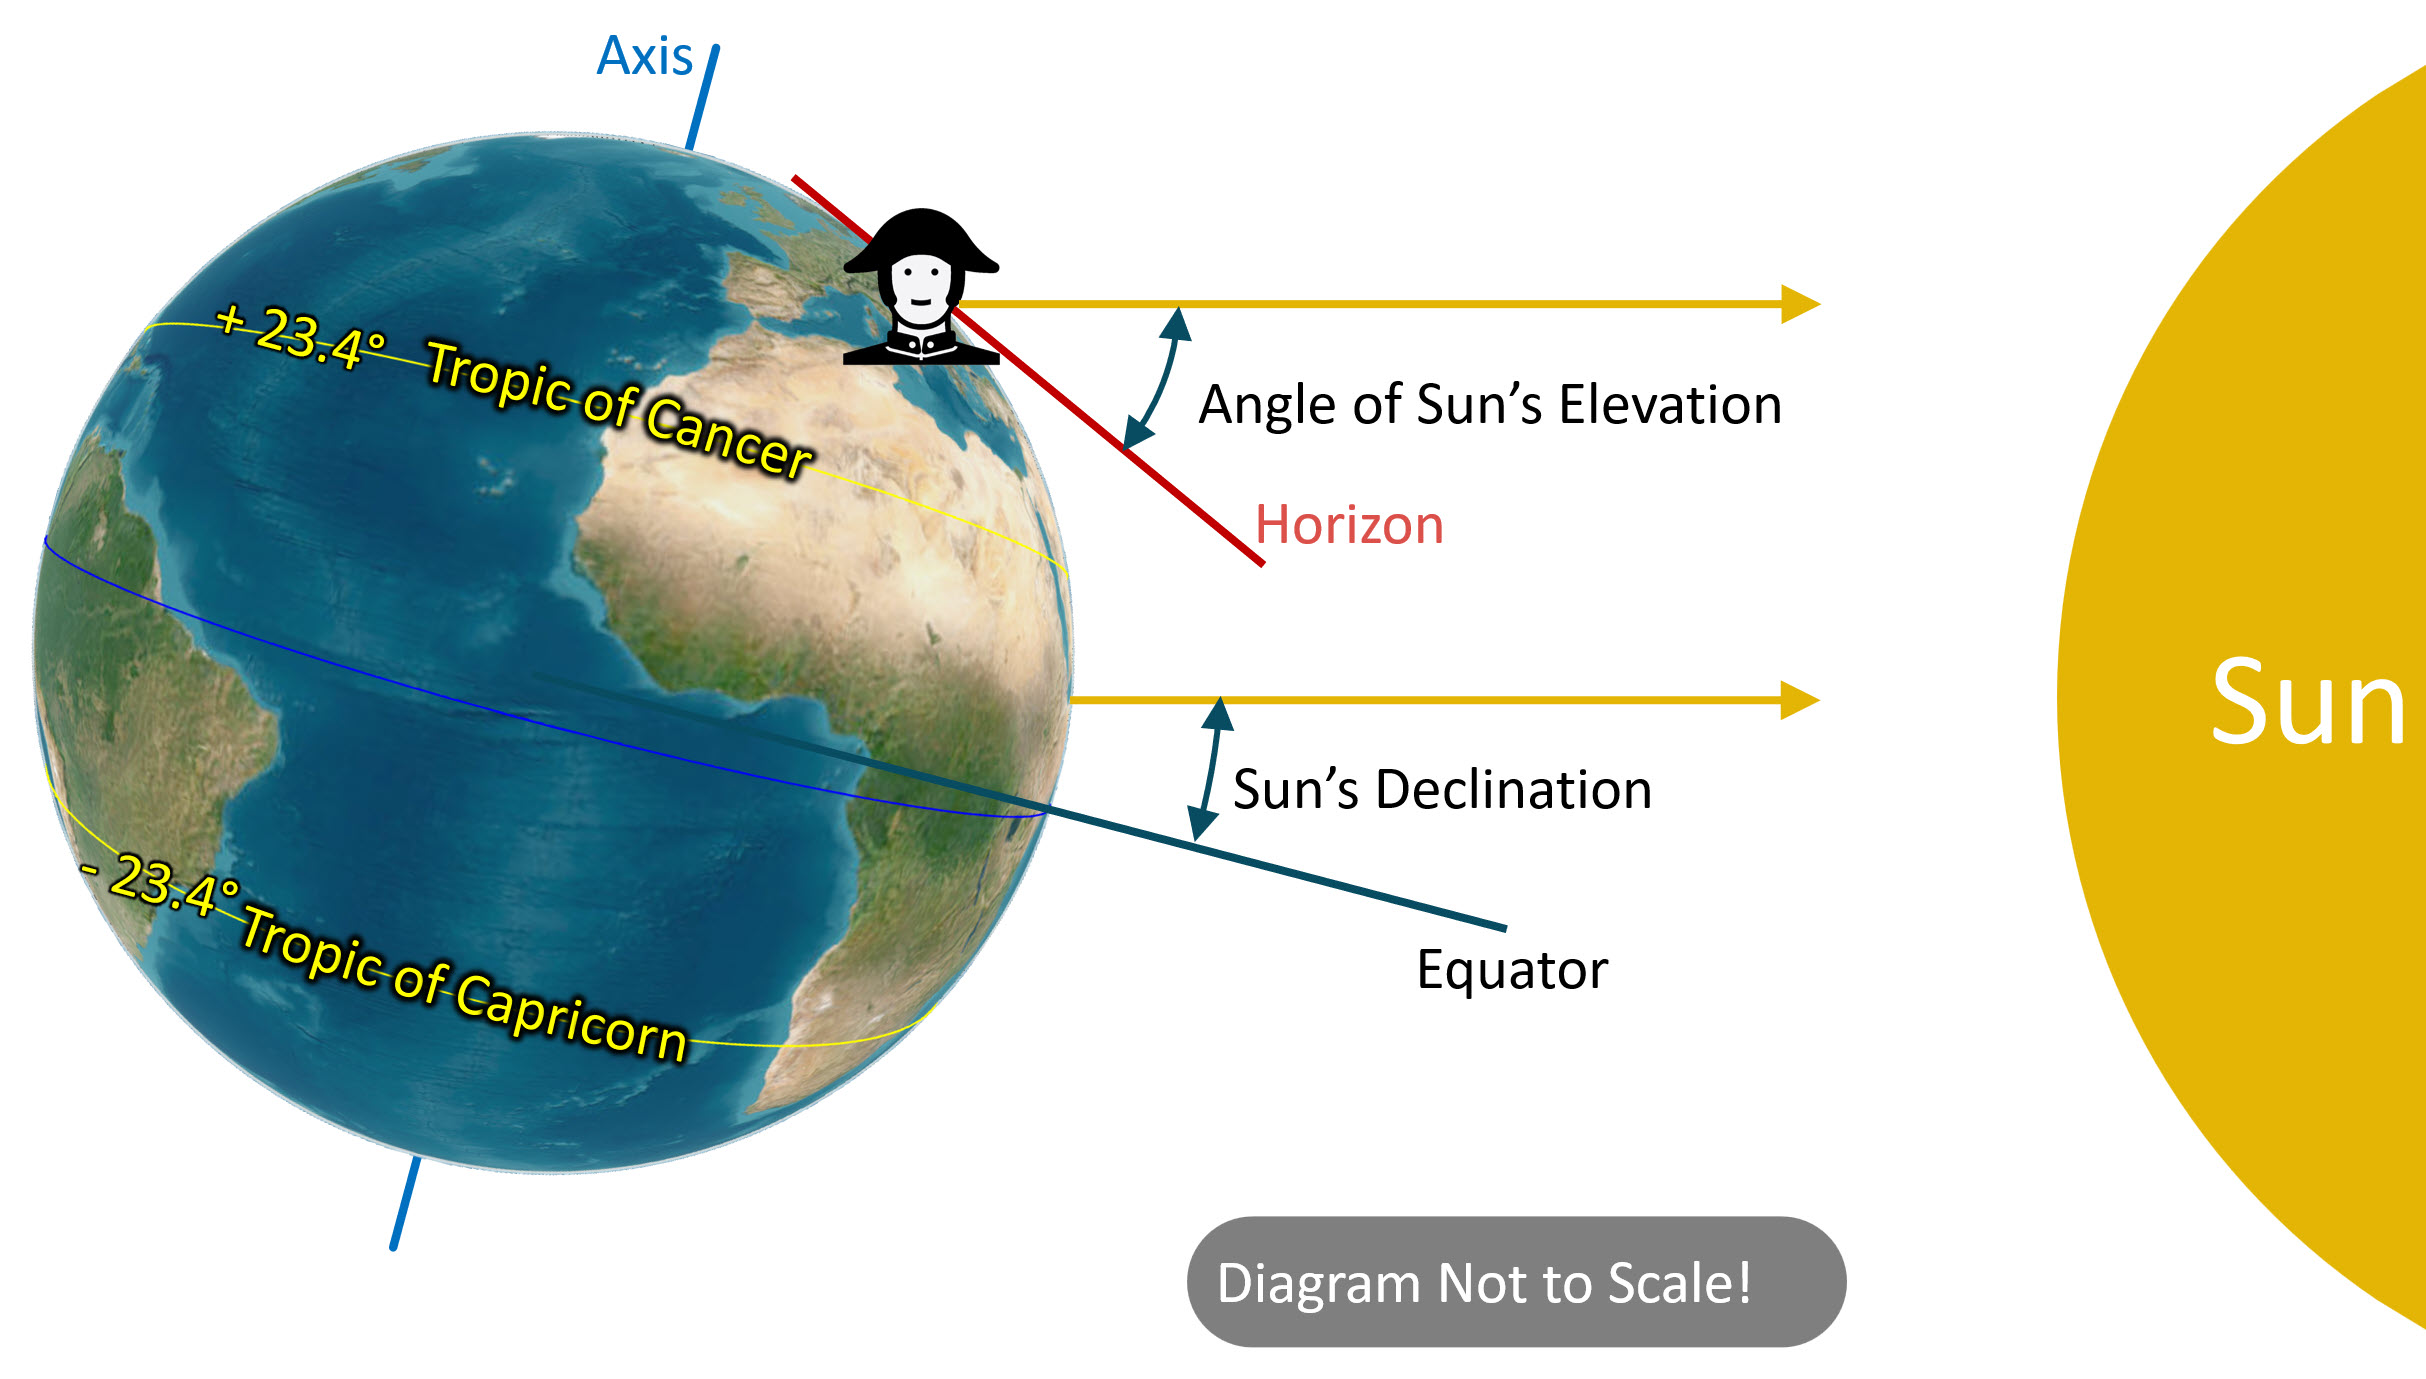 Axis
+ 23.4° Tropic of Cancer
Angle of Sun’s Elevation
Horizon
Sun
Sun’s Declination
- 23.4° Tropic of Capricorn
Equator
Diagram Not to Scale!